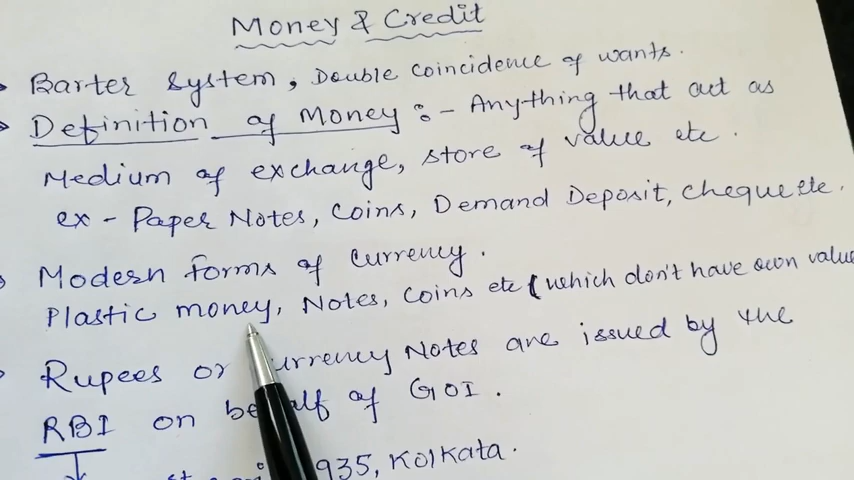 Money & Credit
Barter System, Double Coincidence of wants.
Definition of Money :- Anything that act as
Medium of exchange, store of value etc.
ex - Paper Notes, Coins, Demand Deposit, Cheque etc.
Modern forms of Currency.
Plastic money, Notes, Coins etc (which don't have own value
Rupees or Currency Notes are issued by the
RBI on behalf of GOI.
1935, Kolkata.